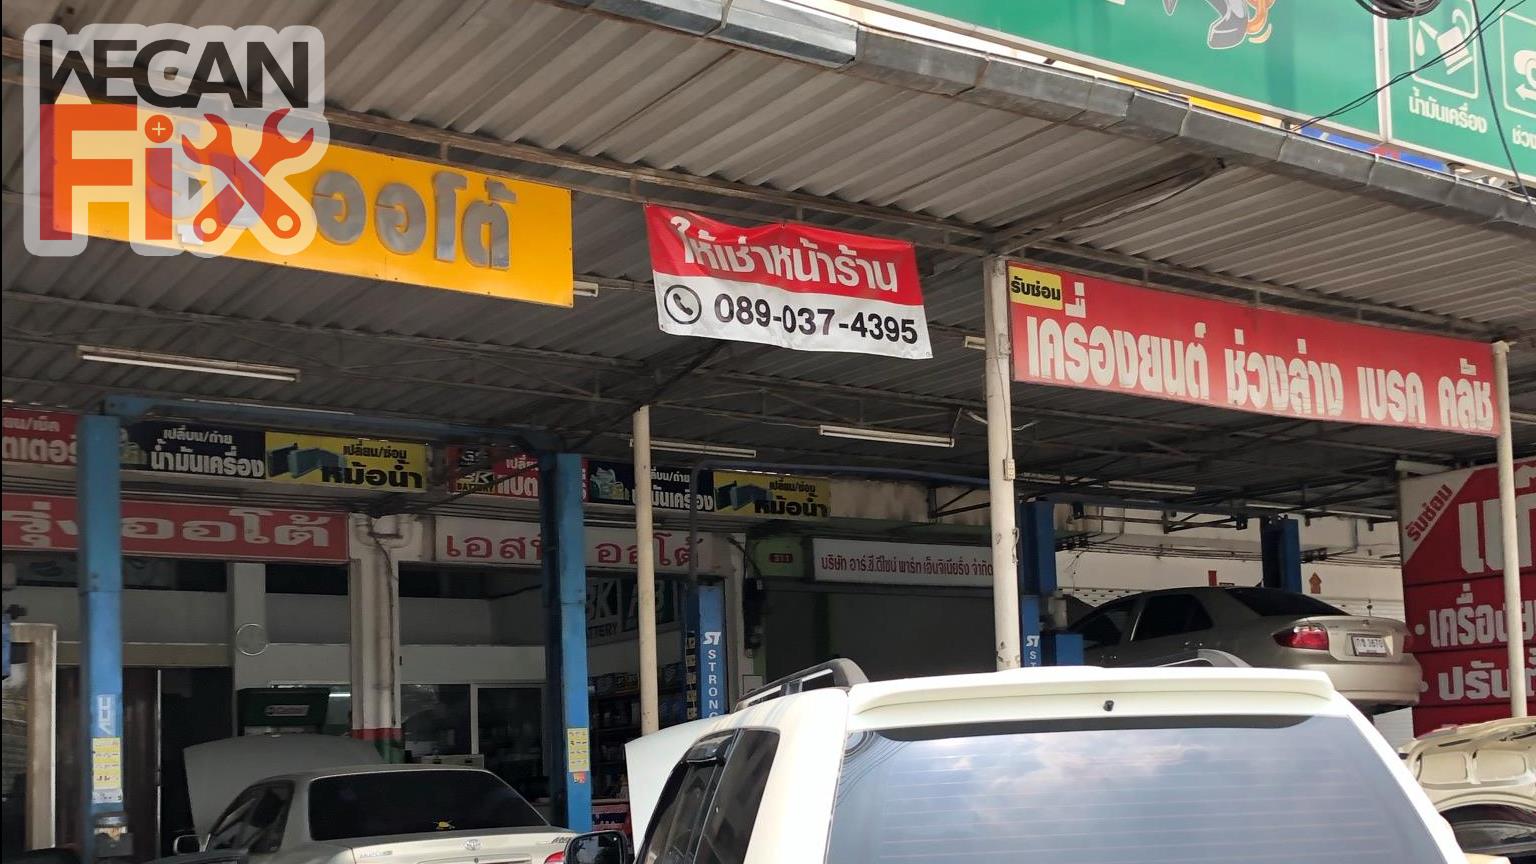 WECAN
FiX
ออโต้
ให้เช่าหน้าร้าน
089-037-4395
รับซ่อม
เครื่องยนต์ ช่วงล่าง เบรค คลัช
น้ำมันเครื่อง
เปลี่ยน/ถ่าย
น้ำมันเครื่อง
เปลี่ยน/ซ่อม
หม้อน้ำ
เปลี่ยน/ถ่าย
น้ำมันเครื่อง
เปลี่ยน/ซ่อม
หม้อน้ำ
รุ่งออโต้
ออโต้
บริษัท อาร์.ซี.ดีไซน์ พาร์ท เอ็นจิเนียริ่ง จำกัด
BATTERY
ST
STRONG
รับซ่อม